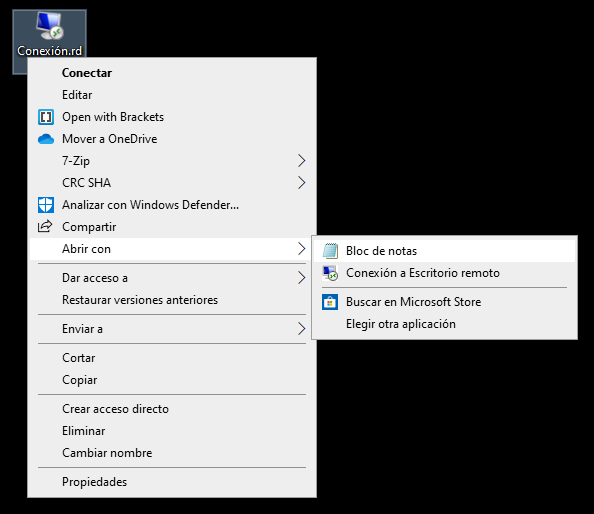 Conexión.rd
Conectar
Editar
Open with Brackets
Mover a OneDrive
7-Zip
CRC SHA
Analizar con Windows Defender...
Compartir
Abrir con
Dar acceso a
Restaurar versiones anteriores
Enviar a
Cortar
Copiar
Crear acceso directo
Eliminar
Cambiar nombre
Propiedades
Bloc de notas
Conexión a Escritorio remoto
Buscar en Microsoft Store
Elegir otra aplicación